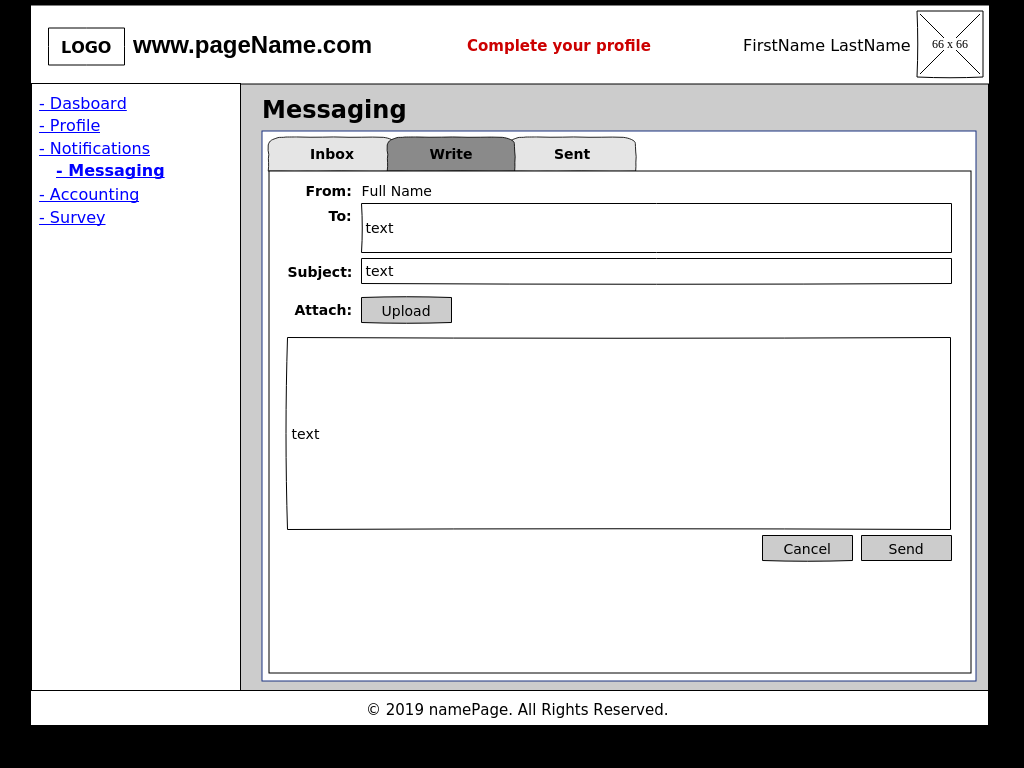 LOGO www.pageName.com Complete your profile FirstName LastName 66 x 66
- Dasboard
- Profile
- Notifications
- Messaging
- Accounting
- Survey
Messaging
Inbox Write Sent
From: Full Name
To: text
Subject: text
Attach: Upload
text
Cancel Send
© 2019 namePage. All Rights Reserved.